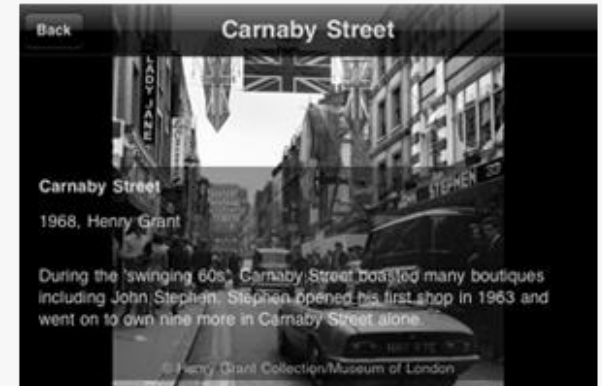 Back
Carnaby Street
LADY JANE
JOHN STEPHEN
Carnaby Street
1968, Henry Grant
During the 'swinging 60s', Carnaby Street boasted many boutiques
including John Stephen. Stephen opened his first shop in 1963 and
went on to own nine more in Carnaby Street alone.
© Henry Grant Collection/Museum of London